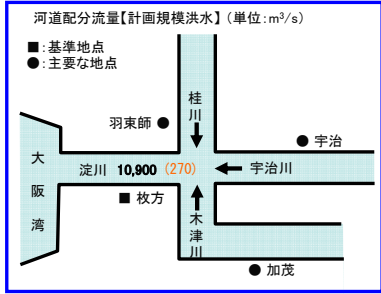 河道配分流量【計画規模洪水】（単位：m³/s）
■：基準地点
●：主要な地点
桂川
羽束師 ●
● 宇治
大阪湾
淀川 10,900 (270)
宇治川
■ 枚方
木津川
● 加茂